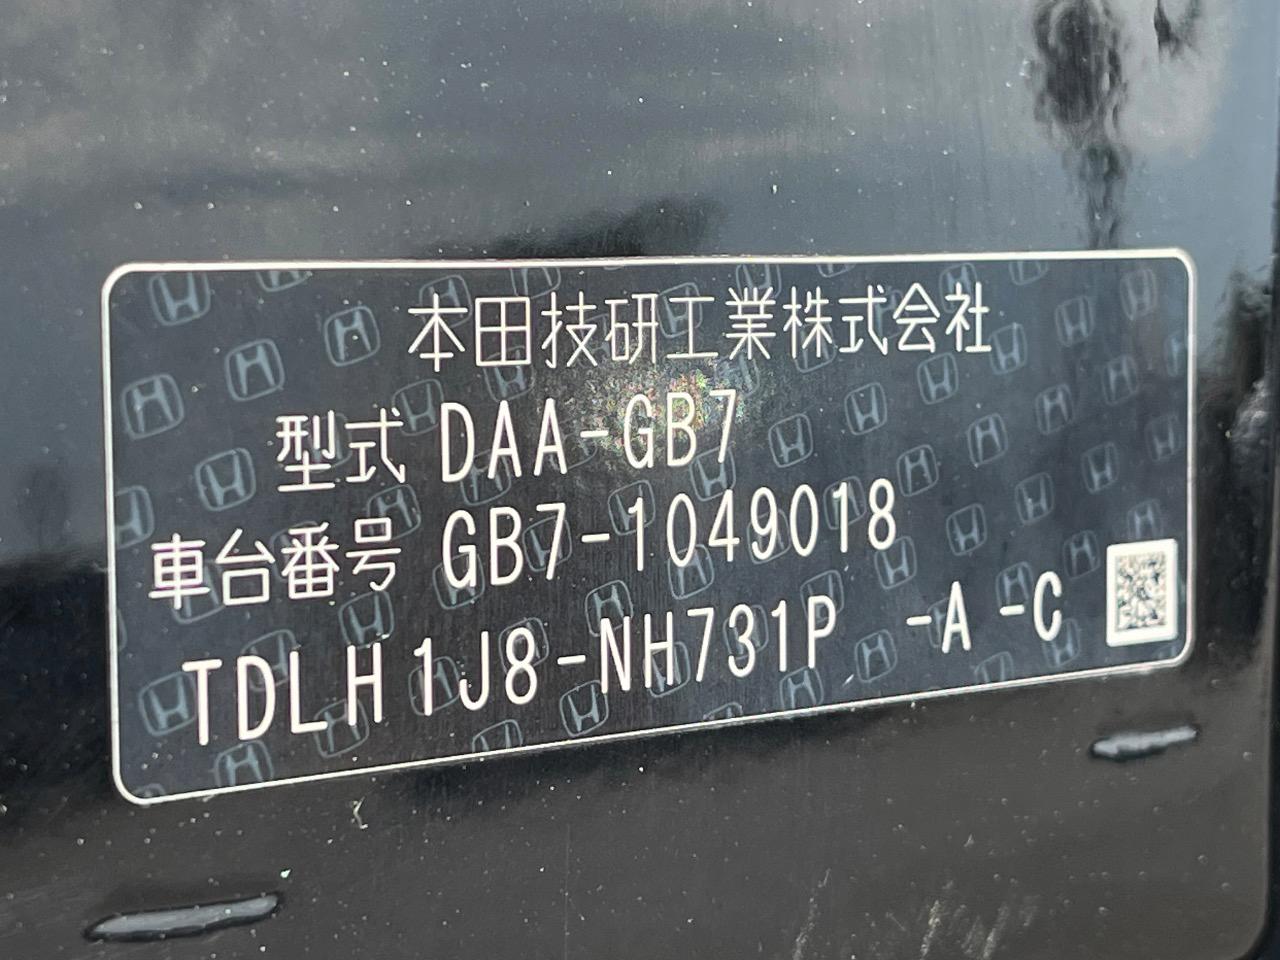 本田技研工業株式会社
型式 DAA-GB7
車台番号 GB7-1049018
TDLH1J8-NH731P -A -C